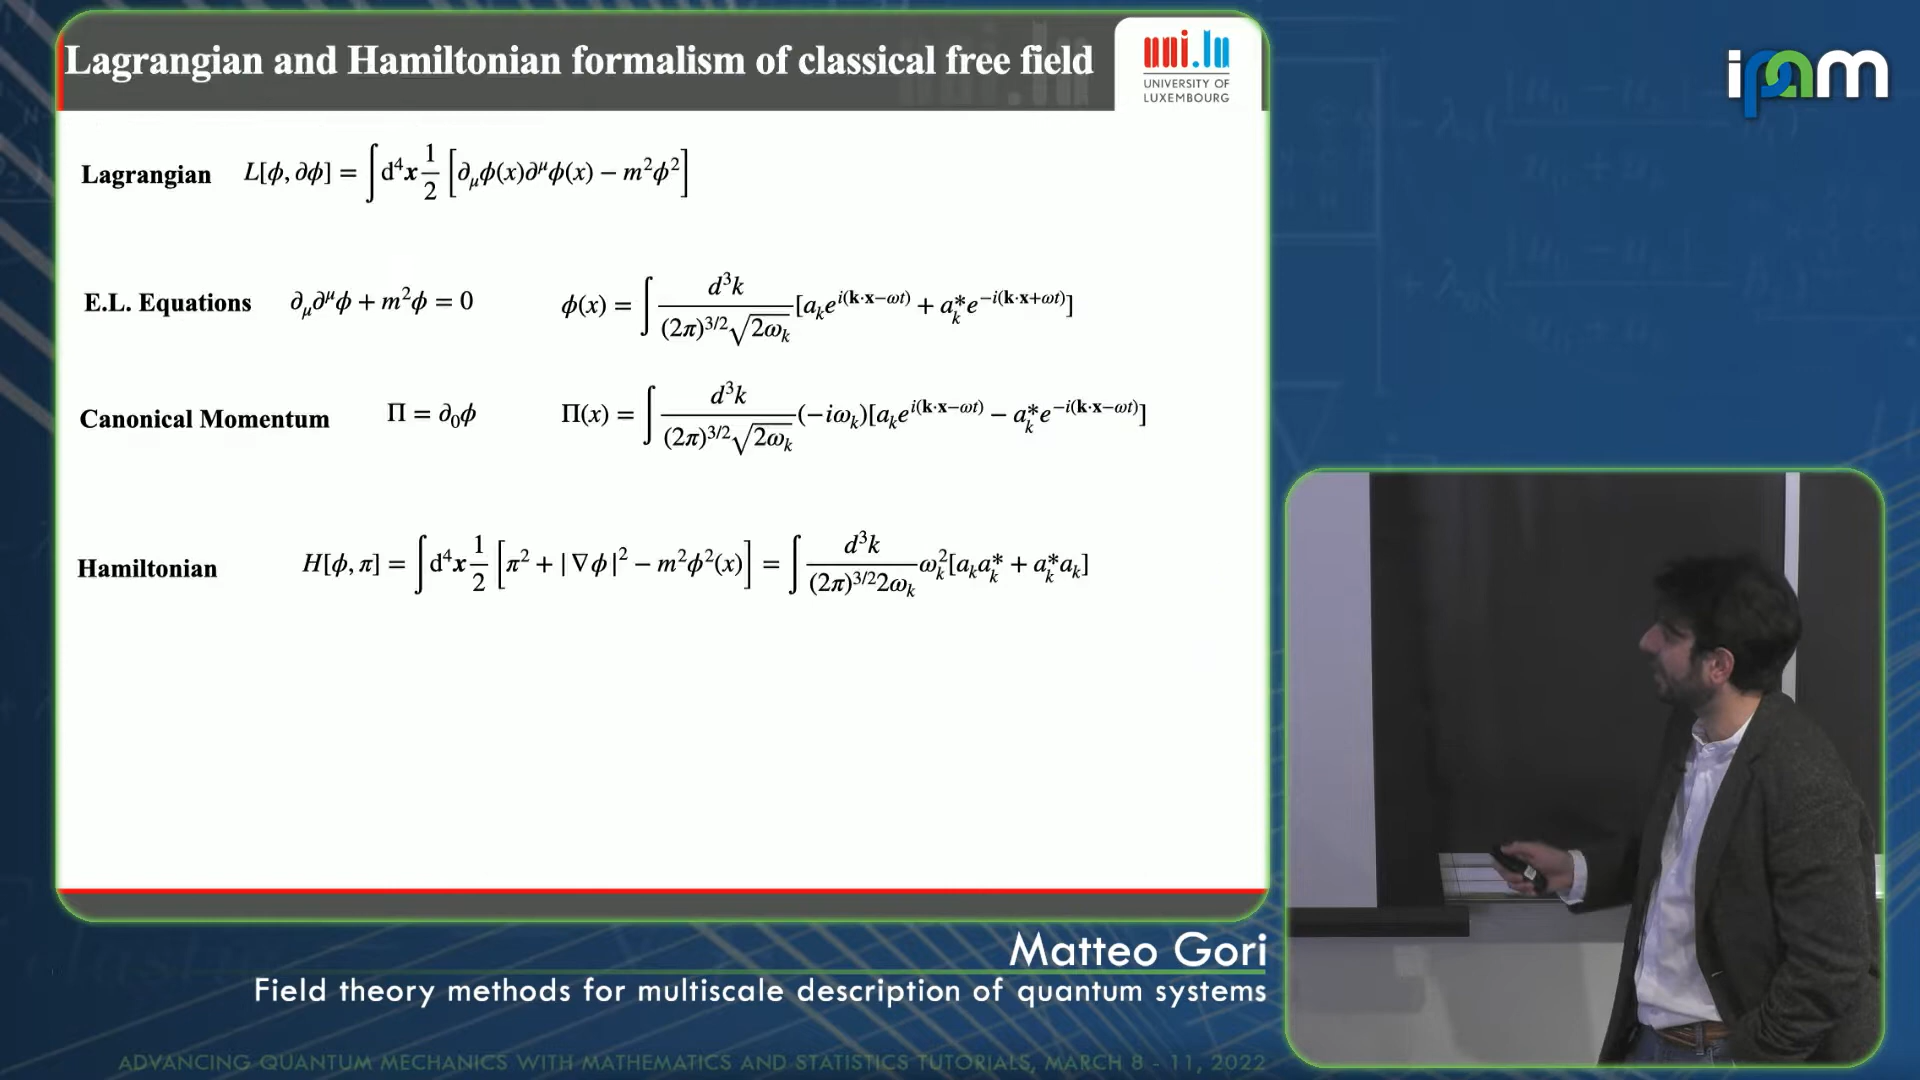 Lagrangian and Hamiltonian formalism of classical free field
uni.lu
UNIVERSITY OF
LUXEMBOURG
ipam
Lagrangian L[ϕ, ∂ϕ] = ∫ d⁴x 1/2 [∂_μϕ(x)∂^μϕ(x) − m²ϕ²]
E.L. Equations ∂_μ∂^μϕ + m²ϕ = 0 ϕ(x) = ∫ d³k/((2π)^{3/2}√(2ω_k)) [a_k e^{i(k·x−ωt)} + a_k^* e^{−i(k·x+ωt)}]
Canonical Momentum Π = ∂₀ϕ Π(x) = ∫ d³k/((2π)^{3/2}√(2ω_k)) (−iω_k)[a_k e^{i(k·x−ωt)} − a_k^* e^{−i(k·x−ωt)}]
Hamiltonian H[ϕ, π] = ∫ d⁴x 1/2 [π² + |∇ϕ|² − m²ϕ²(x)] = ∫ d³k/((2π)^{3/2}2ω_k) ω_k²[a_k a_k^* + a_k^* a_k]
Matteo Gori
Field theory methods for multiscale description of quantum systems
ADVANCING QUANTUM MECHANICS WITH MATHEMATICS AND STATISTICS TUTORIALS, MARCH 8 - 11, 2022